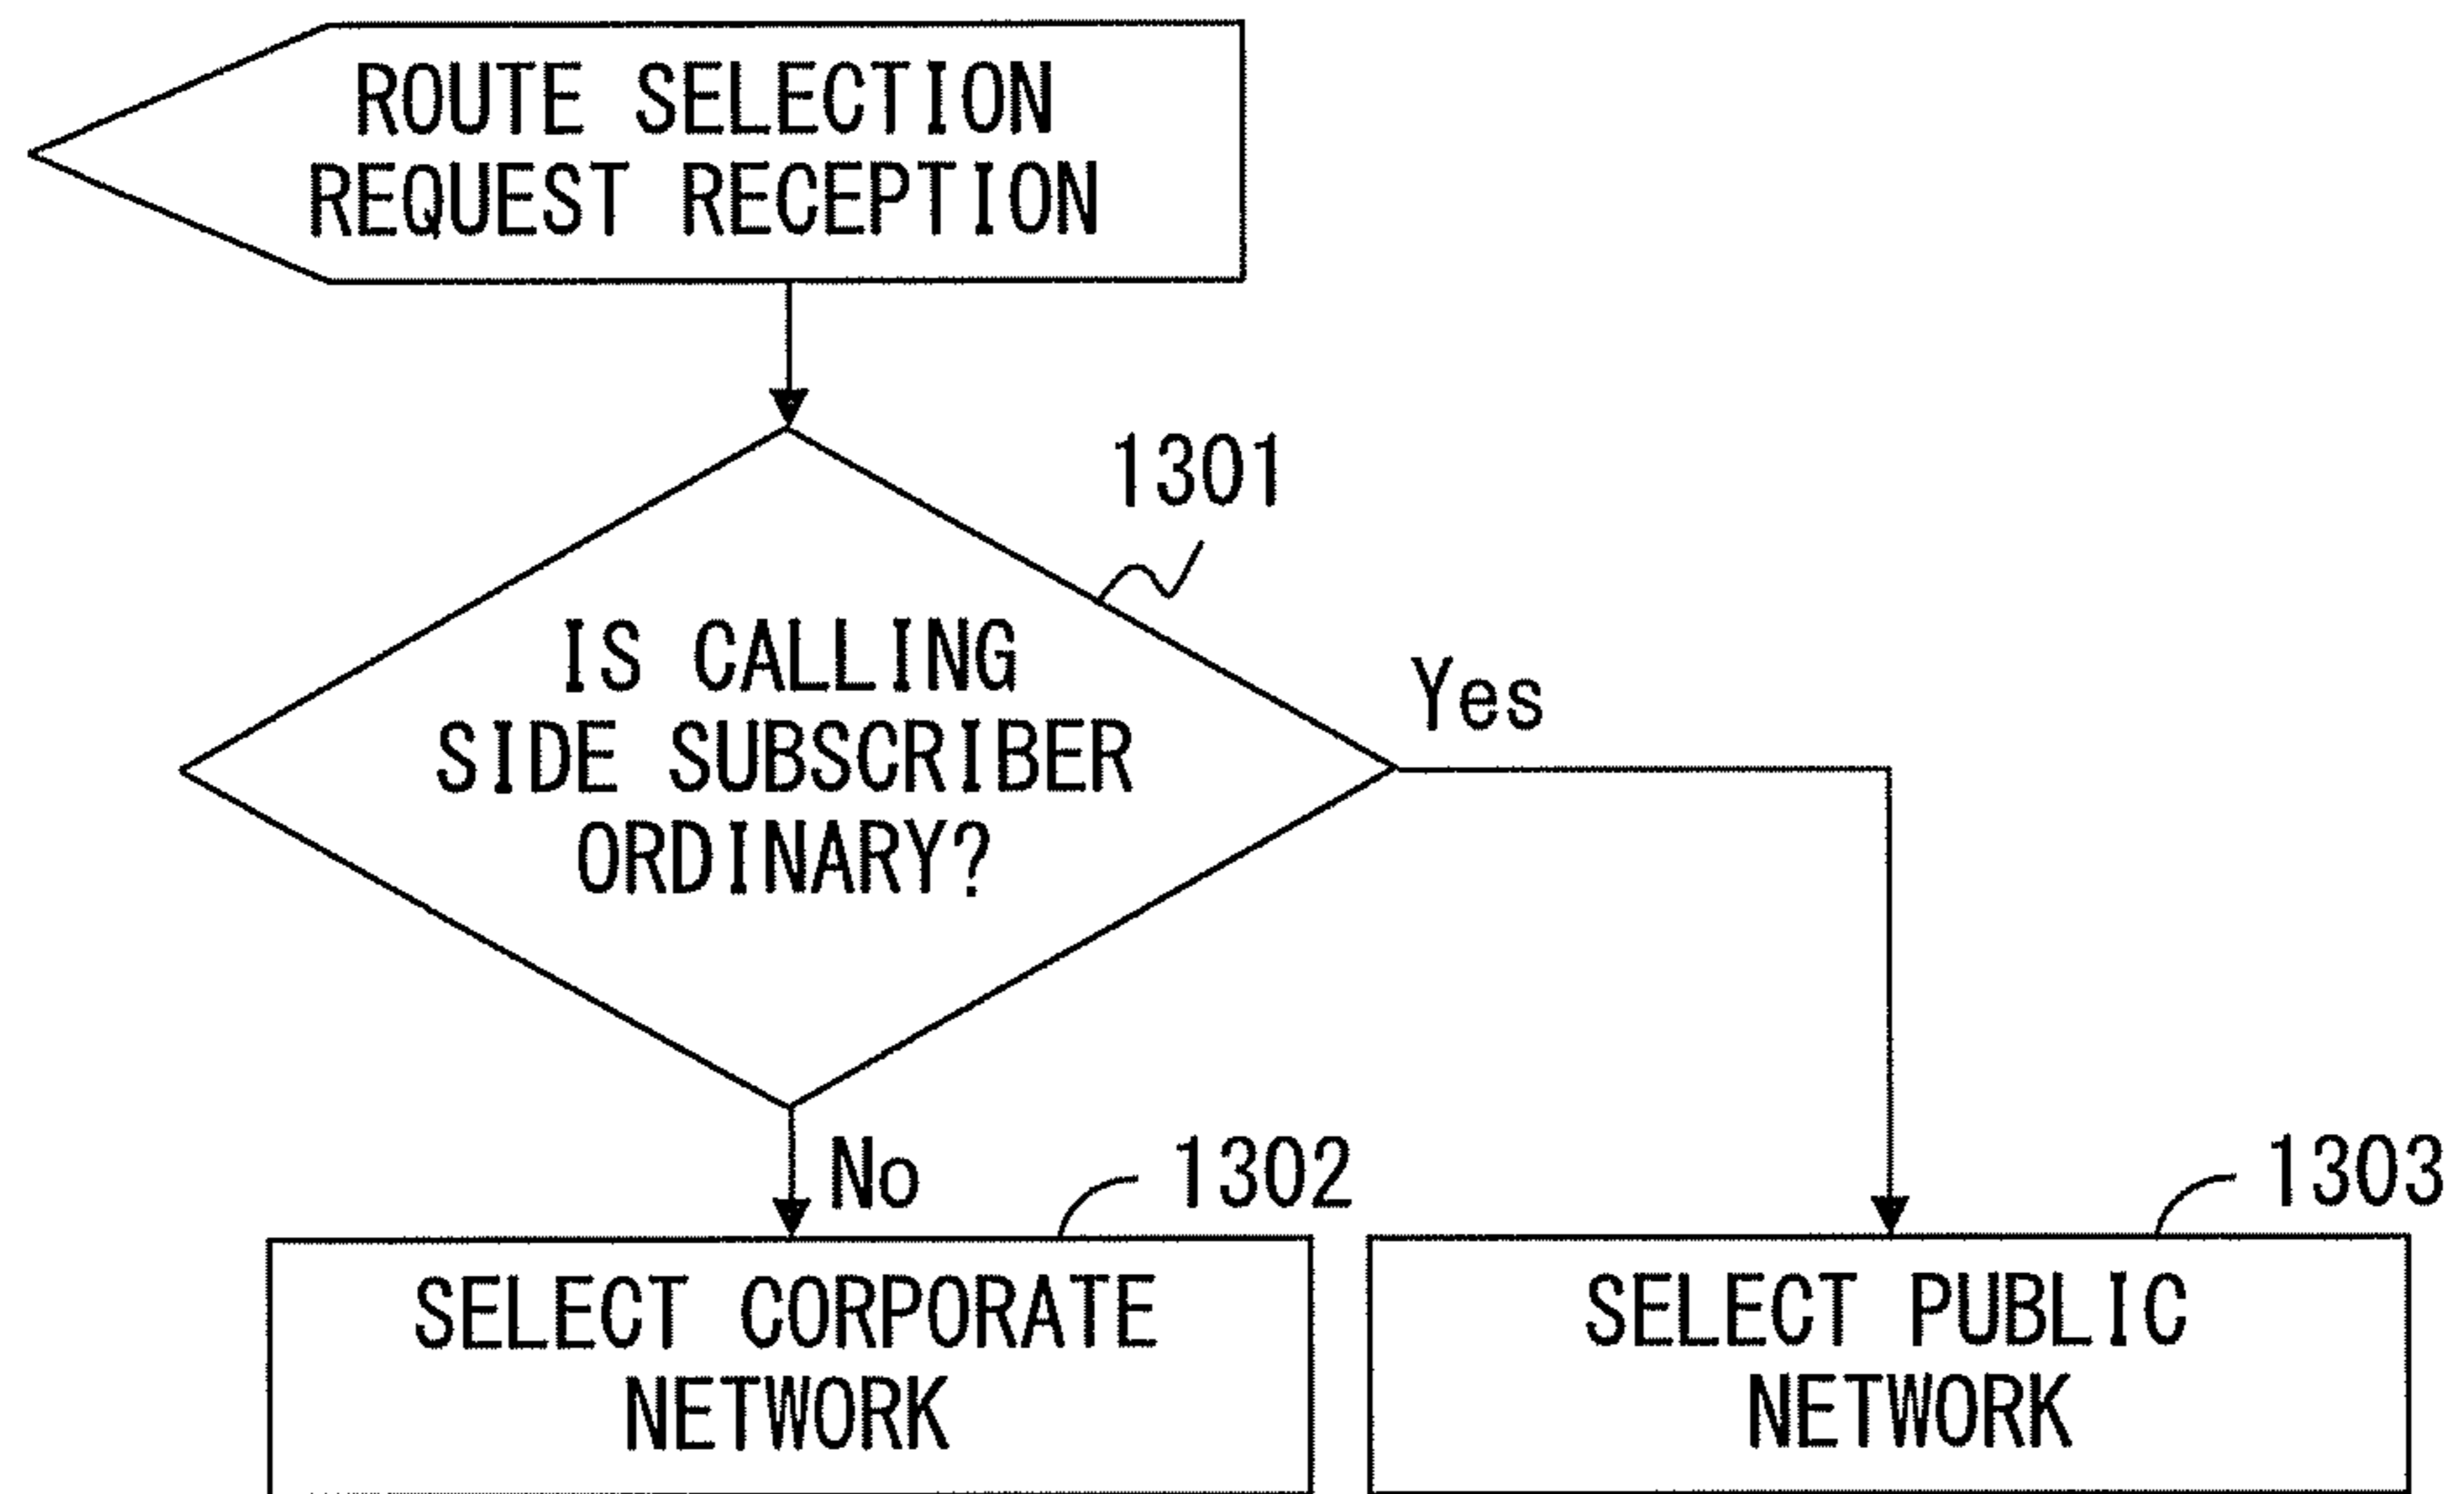 ROUTE SELECTION
REQUEST RECEPTION
1301
IS CALLING
SIDE SUBSCRIBER
ORDINARY?
Yes
No
1302
1303
SELECT CORPORATE
NETWORK
SELECT PUBLIC
NETWORK